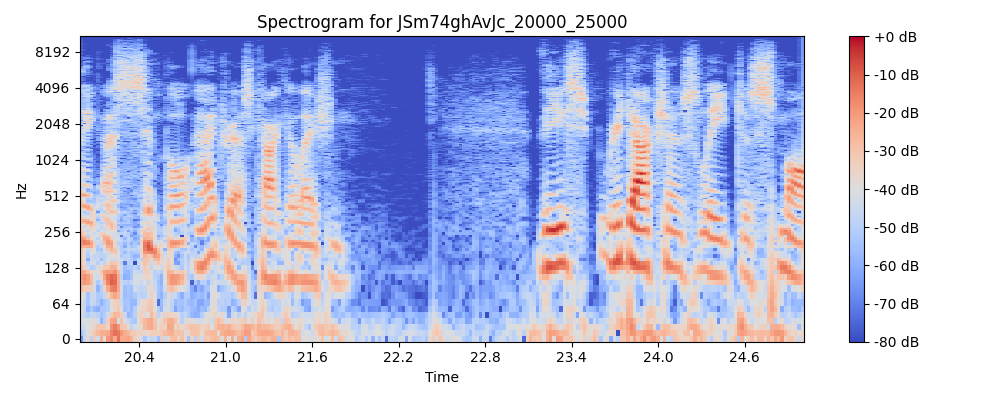 Spectrogram for JSm74ghAvJc_20000_25000
8192
4096
2048
1024
512
256
128
64
0
Hz
20.4 21.0 21.6 22.2 22.8 23.4 24.0 24.6
Time
+0 dB
-10 dB
-20 dB
-30 dB
-40 dB
-50 dB
-60 dB
-70 dB
-80 dB